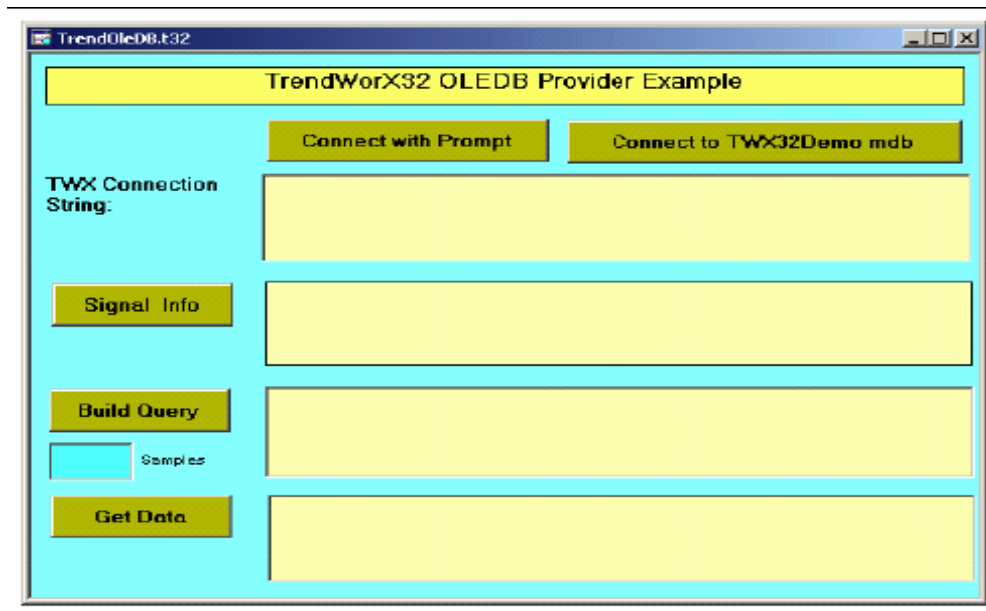 TrendOleDB.t32
TrendWorX32 OLEDB Provider Example
Connect with Prompt
Connect to TWX32Demo mdb
TWX Connection
String:
Signal Info
Build Query
Samples
Get Data